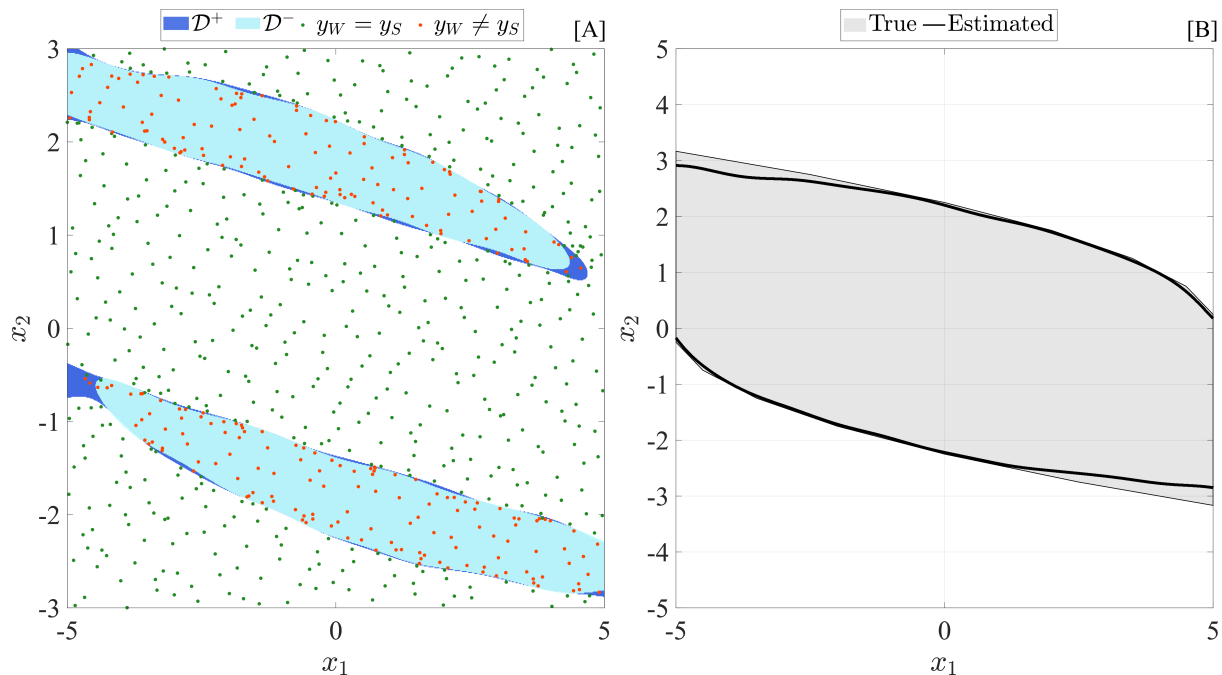 𝒟⁺ 𝒟⁻ y_W = y_S y_W ≠ y_S [A]
3
2
1
0
-1
-2
-3
x₂
-5 0 5
x₁
True Estimated [B]
5
4
3
2
1
0
-1
-2
-3
-4
-5
x₂
-5 0 5
x₁